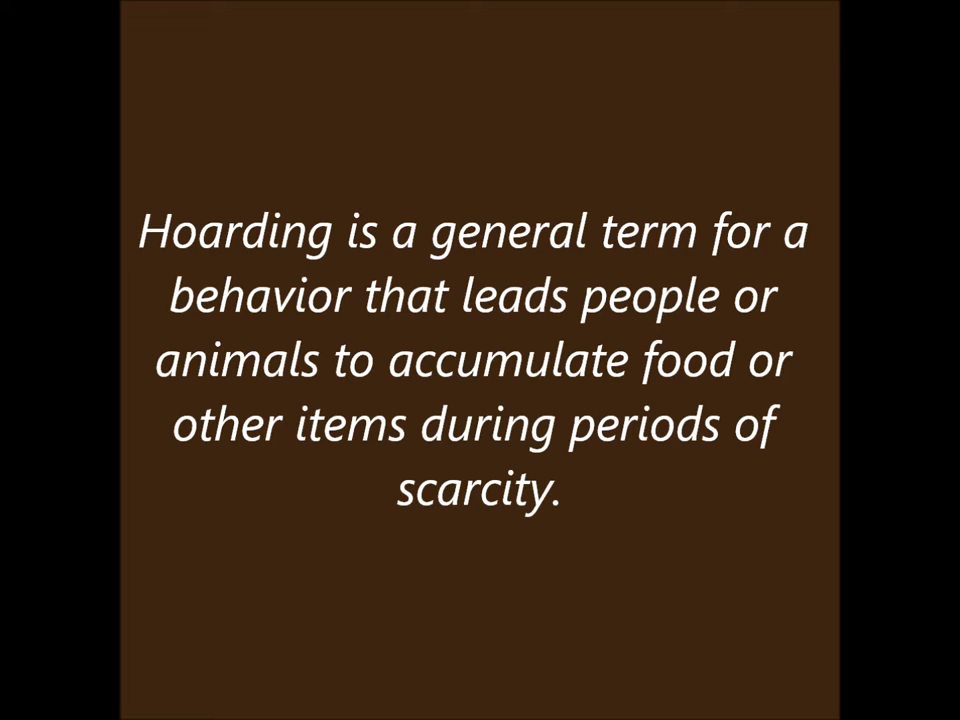 Hoarding is a general term for a
behavior that leads people or
animals to accumulate food or
other items during periods of
scarcity.